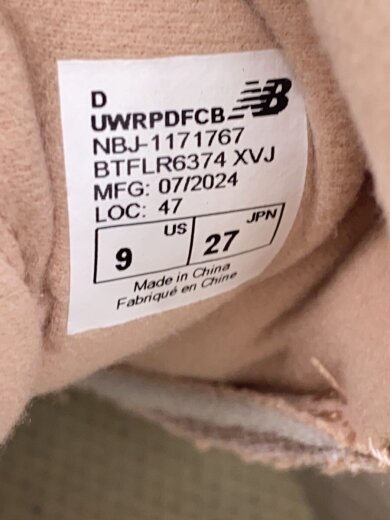 D
UWRPDFCB
NBJ-1171767
BTFLR6374 XVJ
MFG: 07/2024
LOC: 47
9 US 27 JPN
Made in China
Fabriqué en Chine